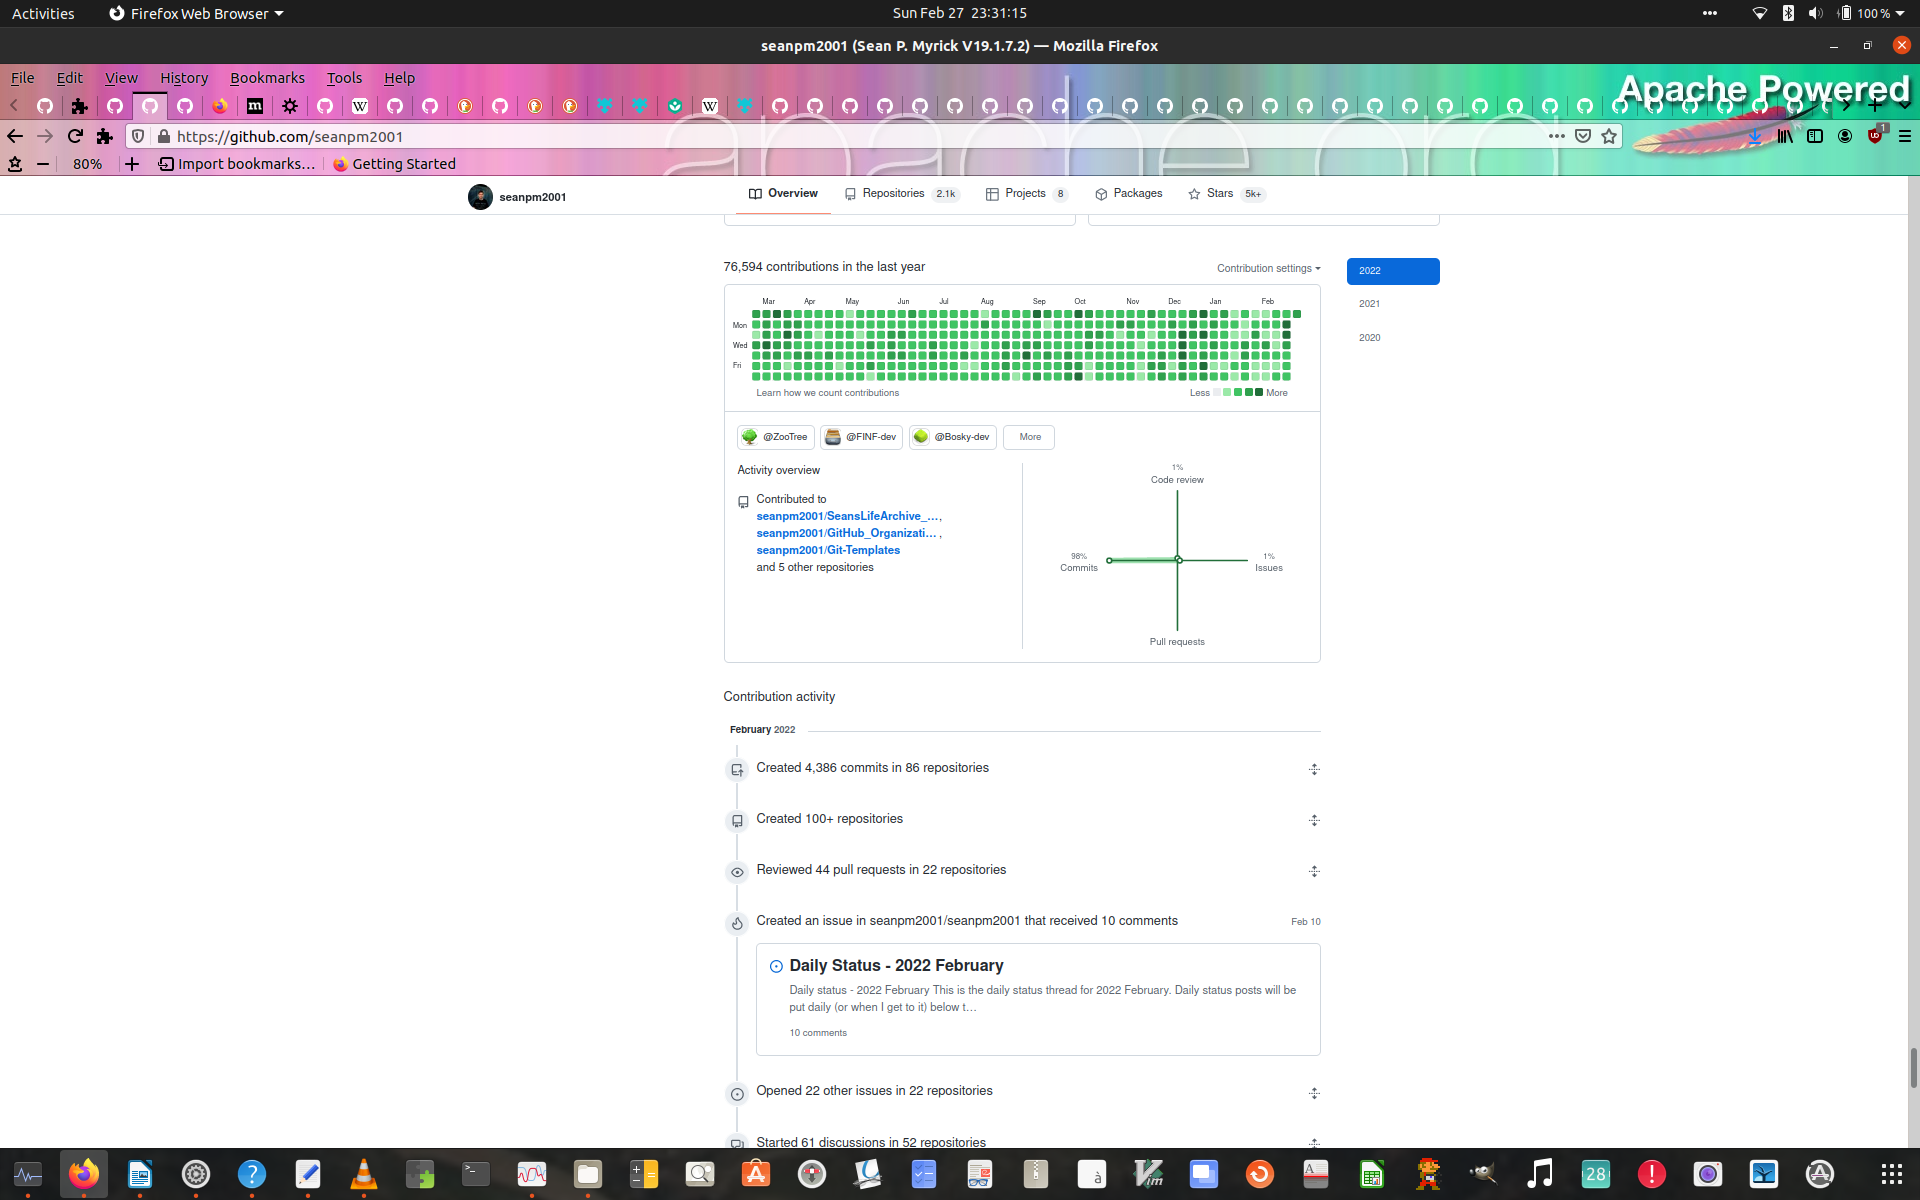 Activities
Firefox Web Browser
Sun Feb 27 23:31:15
100 %
seanpm2001 (Sean P. Myrick V19.1.7.2) — Mozilla Firefox
File Edit View History Bookmarks Tools Help
Apache Powered
https://github.com/seanpm2001
apache.org
80%
Import bookmarks...
Getting Started
seanpm2001
Overview
Repositories 2.1k
Projects 8
Packages
Stars 5k+
76,594 contributions in the last year
Contribution settings
2022
2021
2020
Mar Apr May Jun Jul Aug Sep Oct Nov Dec Jan Feb
Mon
Wed
Fri
Learn how we count contributions
Less More
@ZooTree
@FINF-dev
@Bosky-dev
More
Activity overview
Contributed to
seanpm2001/SeansLifeArchive_...,
seanpm2001/GitHub_Organizati... ,
seanpm2001/Git-Templates
and 5 other repositories
1%
Code review
98%
Commits
1%
Issues
Pull requests
Contribution activity
February 2022
Created 4,386 commits in 86 repositories
Created 100+ repositories
Reviewed 44 pull requests in 22 repositories
Created an issue in seanpm2001/seanpm2001 that received 10 comments
Feb 10
Daily Status - 2022 February
Daily status - 2022 February This is the daily status thread for 2022 February. Daily status posts will be
put daily (or when I get to it) below t...
10 comments
Opened 22 other issues in 22 repositories
Started 61 discussions in 52 repositories
28